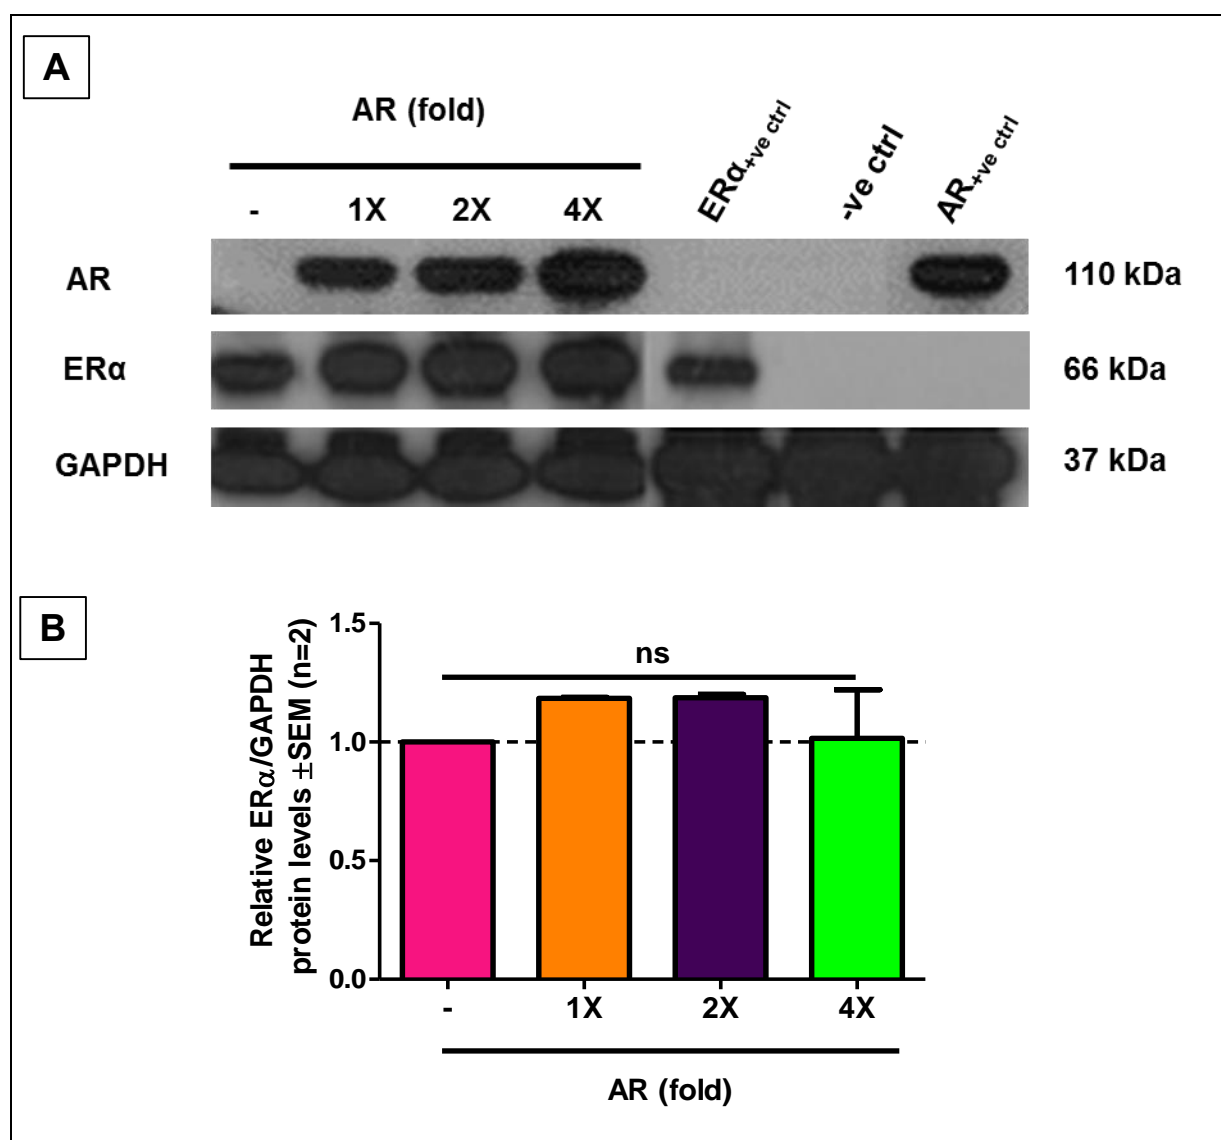 A
AR (fold)
- 1X 2X 4X ERα+ve ctrl -ve ctrl AR+ve ctrl
AR 110 kDa
ERα 66 kDa
GAPDH 37 kDa
B
Relative ERα/GAPDH
protein levels ±SEM (n=2)
1.5
1.0
0.5
0.0
ns
- 1X 2X 4X
AR (fold)